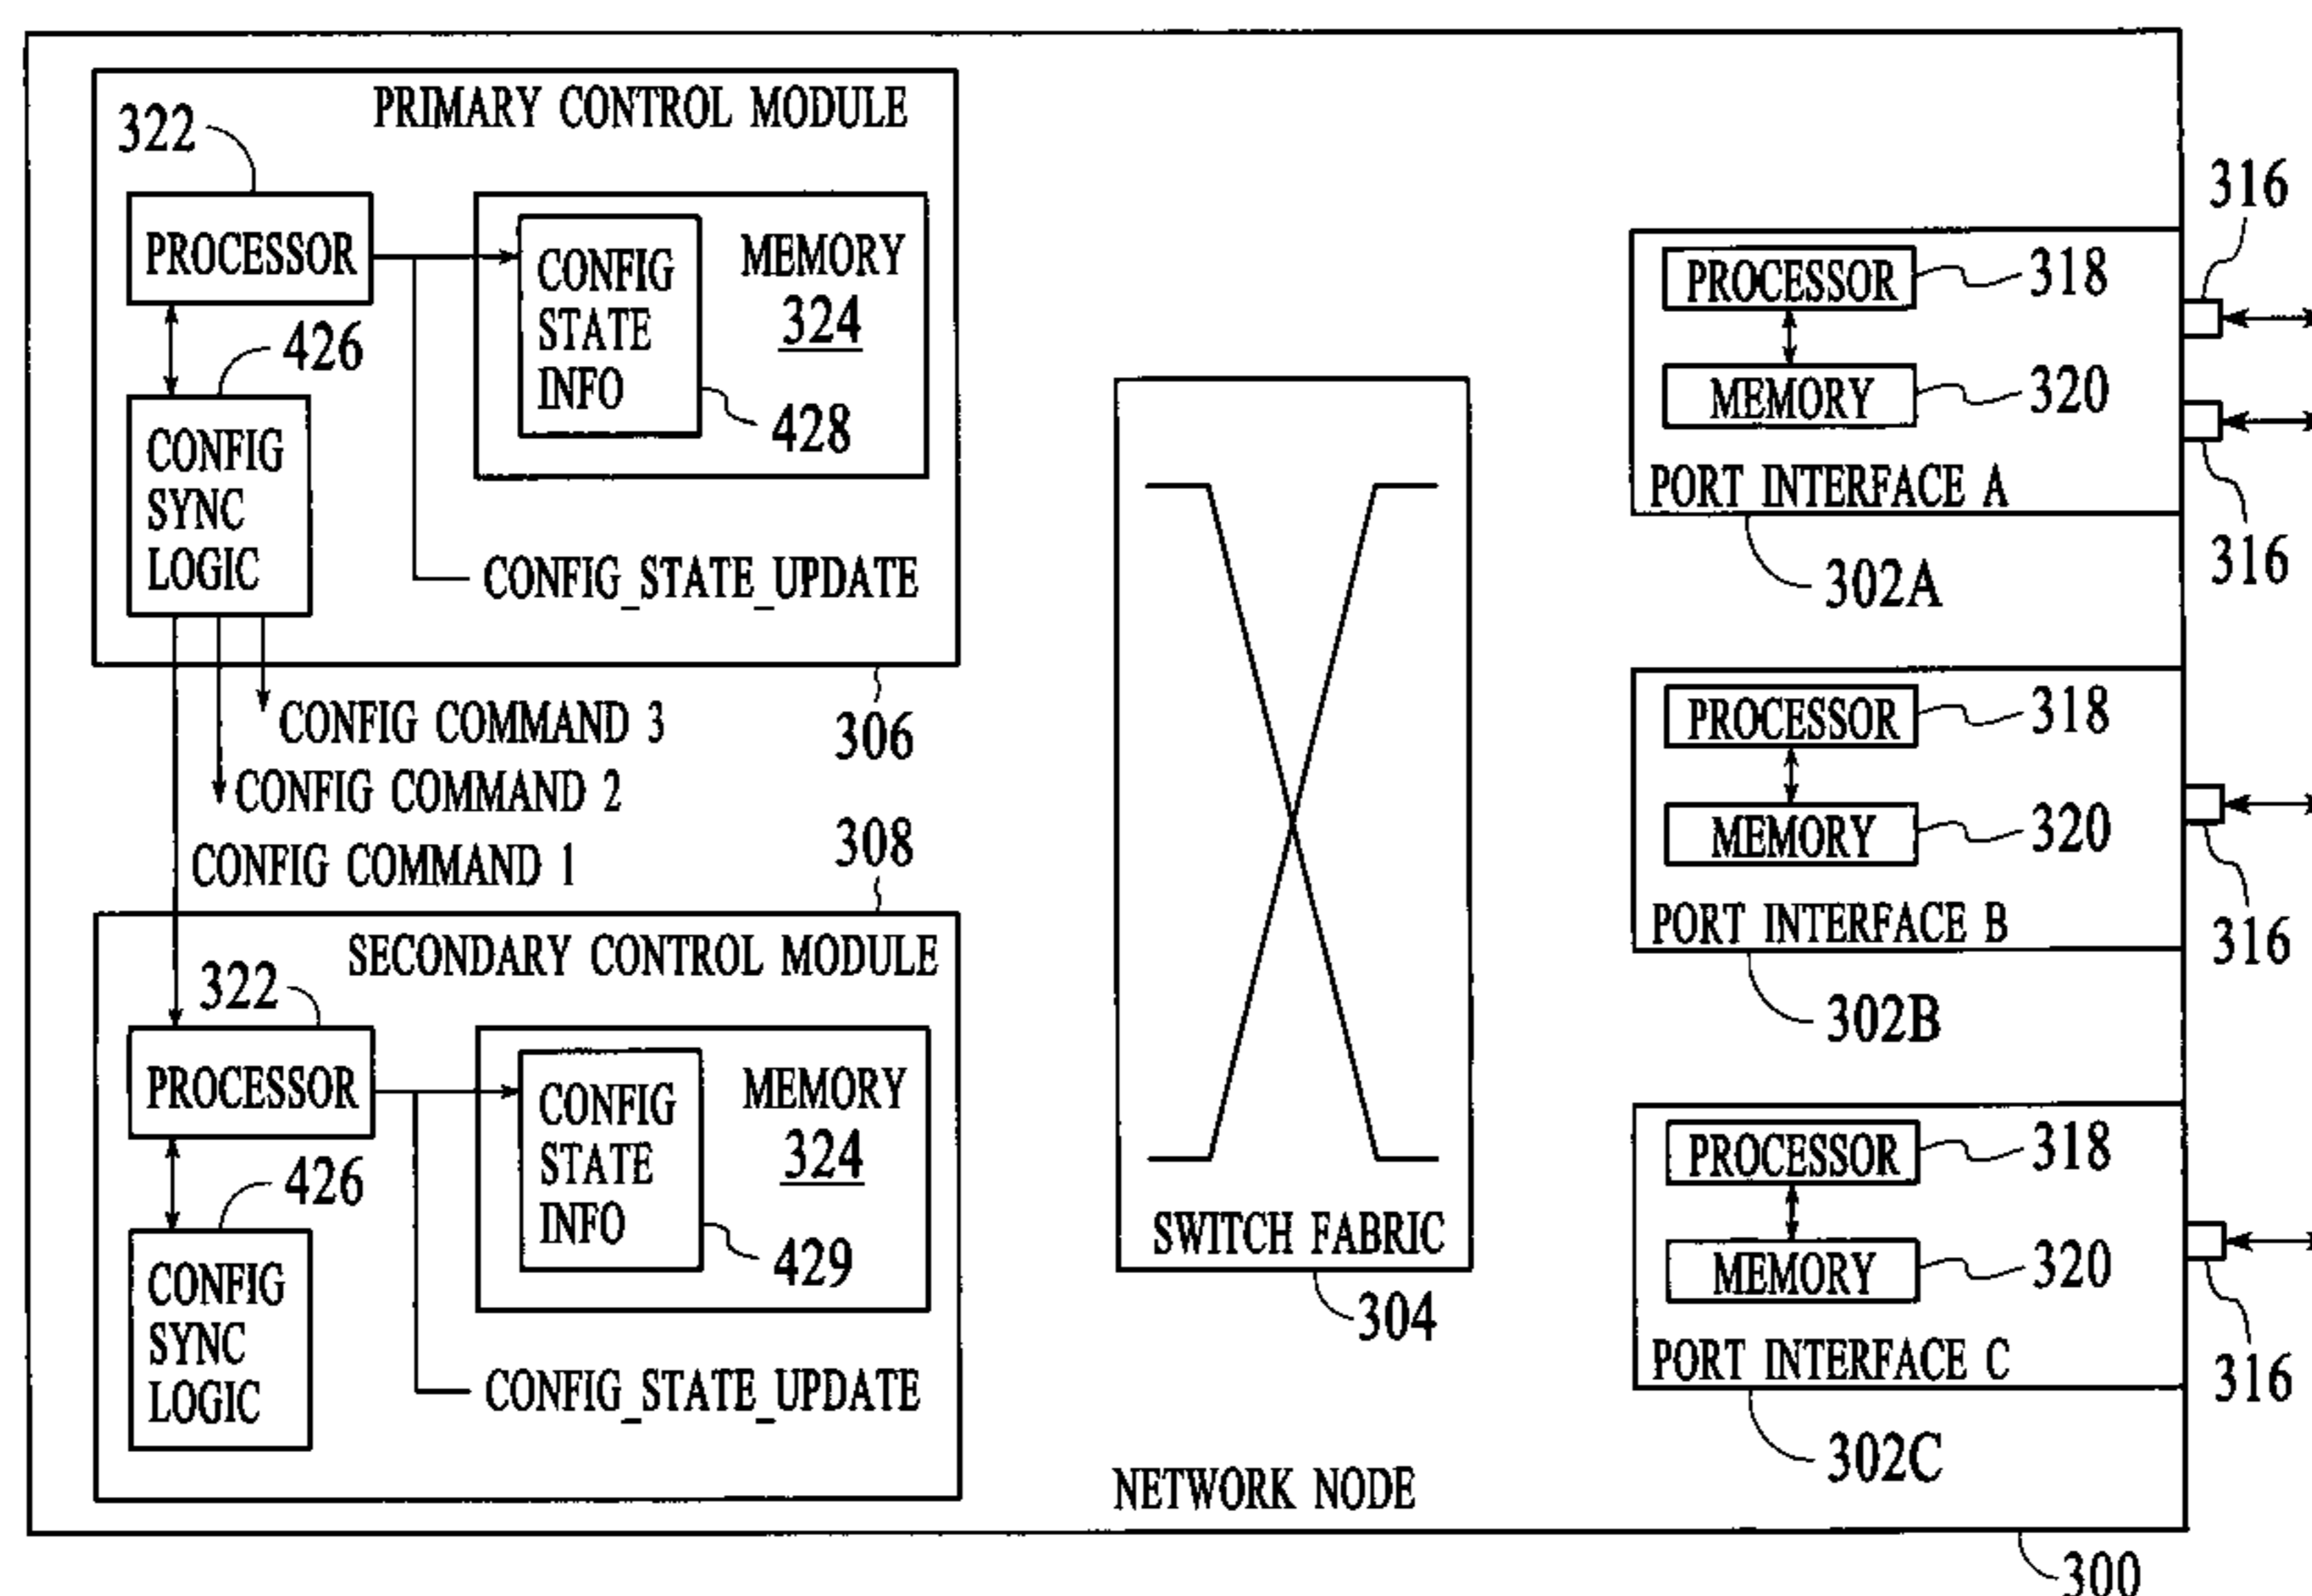 PRIMARY CONTROL MODULE
322
PROCESSOR
CONFIG
STATE
INFO
MEMORY
324
428
426
CONFIG
SYNC
LOGIC
CONFIG_STATE_UPDATE
306
CONFIG COMMAND 3
CONFIG COMMAND 2
CONFIG COMMAND 1
308
SECONDARY CONTROL MODULE
322
PROCESSOR
CONFIG
STATE
INFO
MEMORY
324
429
426
CONFIG
SYNC
LOGIC
CONFIG_STATE_UPDATE
SWITCH FABRIC
304
PROCESSOR
318
MEMORY
320
PORT INTERFACE A
302A
316
316
PROCESSOR
318
MEMORY
320
PORT INTERFACE B
302B
316
PROCESSOR
318
MEMORY
320
PORT INTERFACE C
302C
316
NETWORK NODE
300